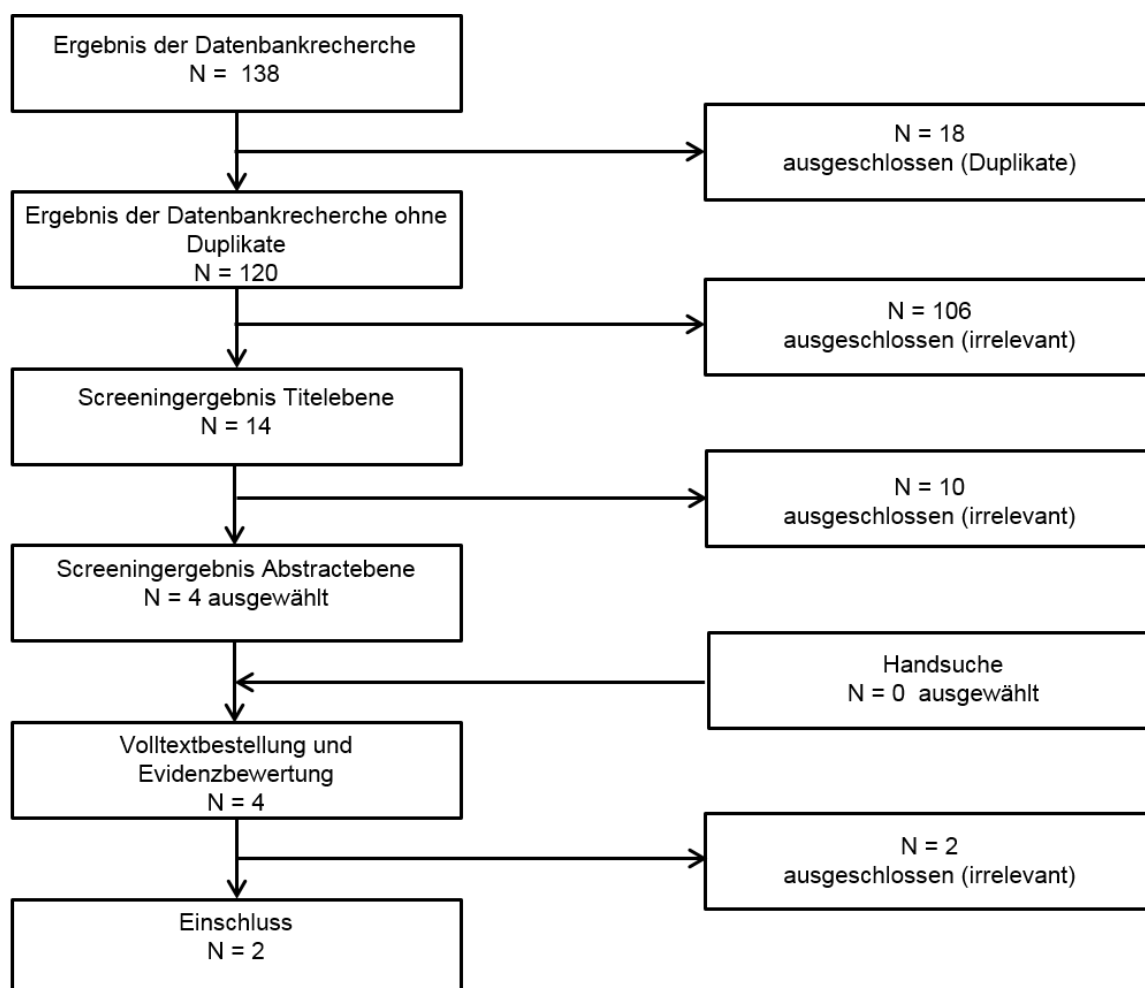 Ergebnis der Datenbankrecherche
N = 138
N = 18
ausgeschlossen (Duplikate)
Ergebnis der Datenbankrecherche ohne
Duplikate
N = 120
N = 106
ausgeschlossen (irrelevant)
Screeningergebnis Titelebene
N = 14
N = 10
ausgeschlossen (irrelevant)
Screeningergebnis Abstractebene
N = 4 ausgewählt
Handsuche
N = 0 ausgewählt
Volltextbestellung und
Evidenzbewertung
N = 4
N = 2
ausgeschlossen (irrelevant)
Einschluss
N = 2